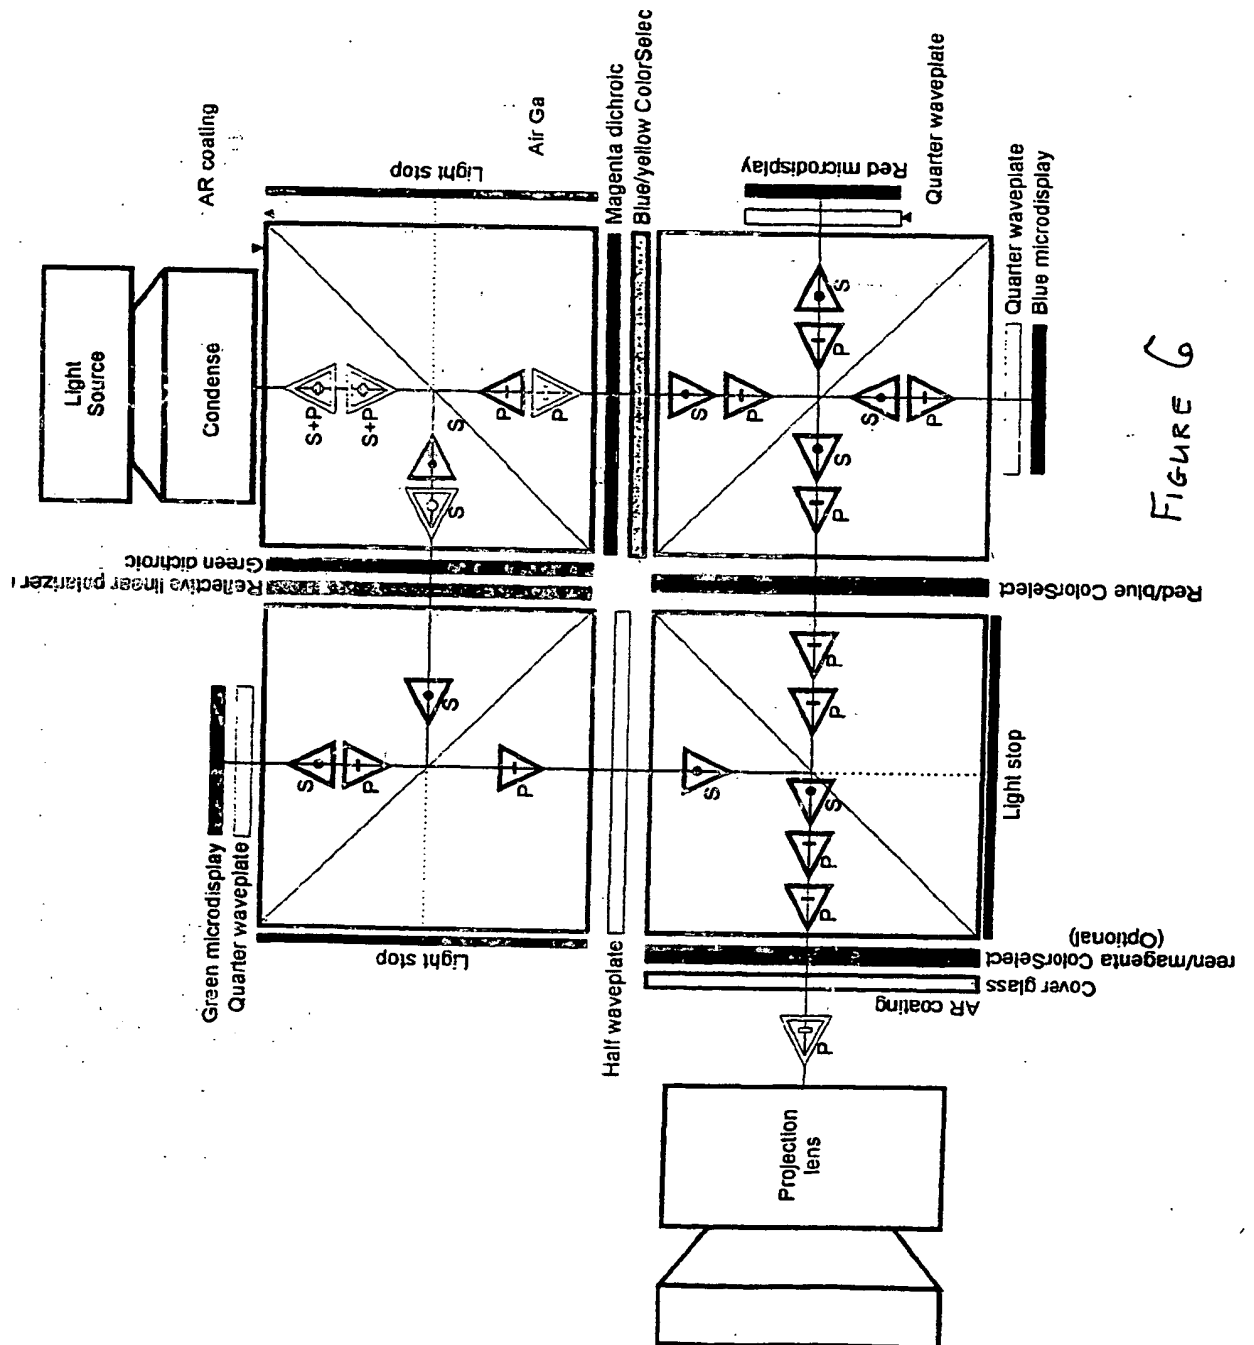 Light
Source
Condense
AR coating
Light stop
Air Ga
Magenta dichroic
Blue/yellow ColorSelec
S+P
S+P
S
P
P
S
Green dichroic
Reflective linear polarizer
Green microdisplay
Quarter waveplate
S
P
S
P
Light stop
Half waveplate
Red microdisplay
Quarter waveplate
S
P
S
P
S
P
S
P
Quarter waveplate
Blue microdisplay
Red/blue ColorSelect
S
P
P
S
P
P
Light stop
(Optional)
reen/magenta ColorSelect
Cover glass
AR coating
P
Projection
lens
FIGURE 6